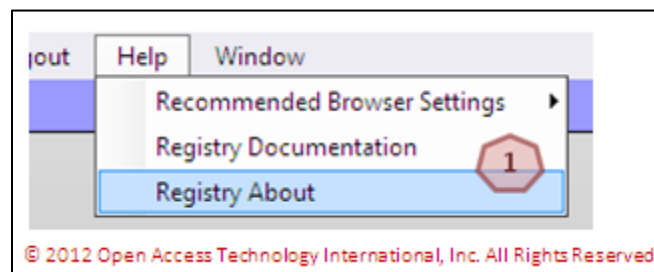 gout Help Window
Recommended Browser Settings
Registry Documentation
1
Registry About
© 2012 Open Access Technology International, Inc. All Rights Reserved